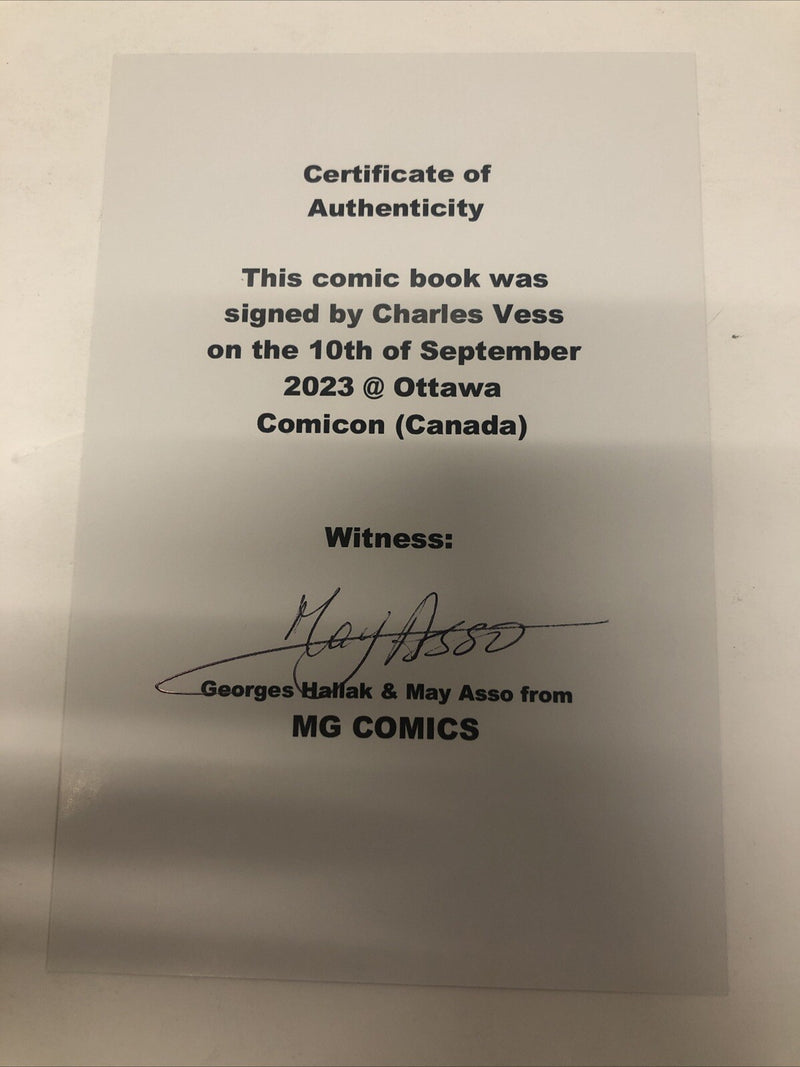 Certificate of
Authenticity
This comic book was
signed by Charles Vess
on the 10th of September
2023 @ Ottawa
Comicon (Canada)
Witness:
May Asso
Georges Hallak & May Asso from
MG COMICS